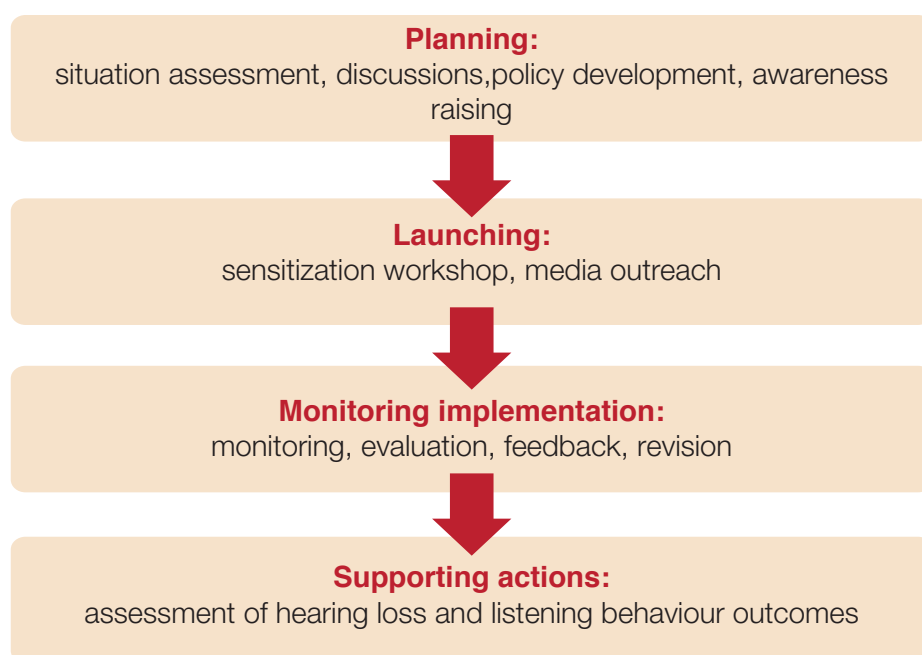 Planning:
situation assessment, discussions,policy development, awareness
raising
Launching:
sensitization workshop, media outreach
Monitoring implementation:
monitoring, evaluation, feedback, revision
Supporting actions:
assessment of hearing loss and listening behaviour outcomes